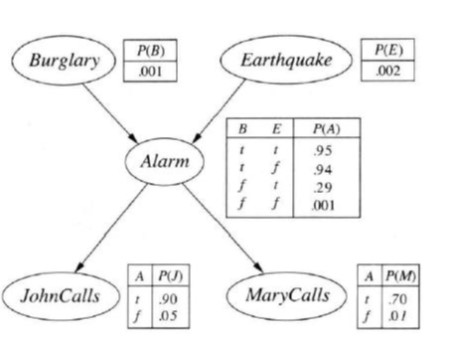 Burglary
P(B)
.001
Earthquake
P(E)
.002
Alarm
B E P(A)
t t .95
t f .94
f t .29
f f .001
JohnCalls
A P(J)
t .90
f .05
MaryCalls
A P(M)
t .70
f .01